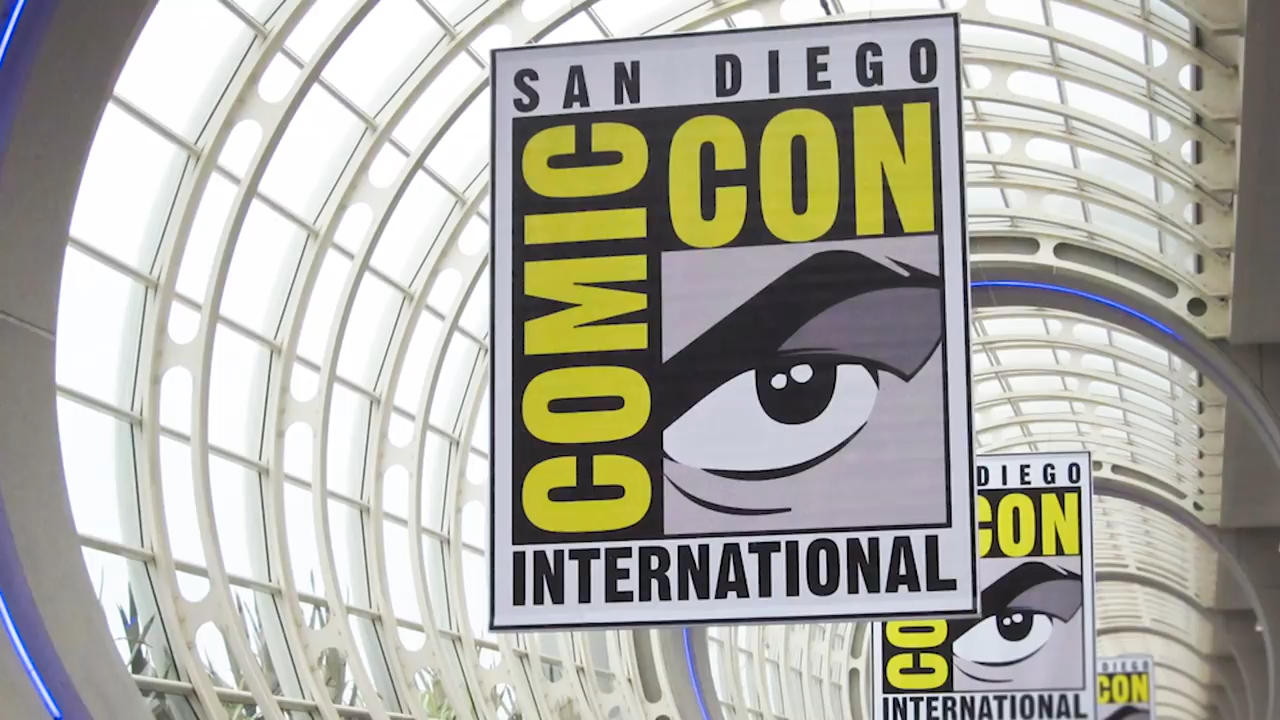 SAN DIEGO
COMIC
CON
INTERNATIONAL
DIEGO
CON
CO
INTERNATIONAL
DIEGO
CON